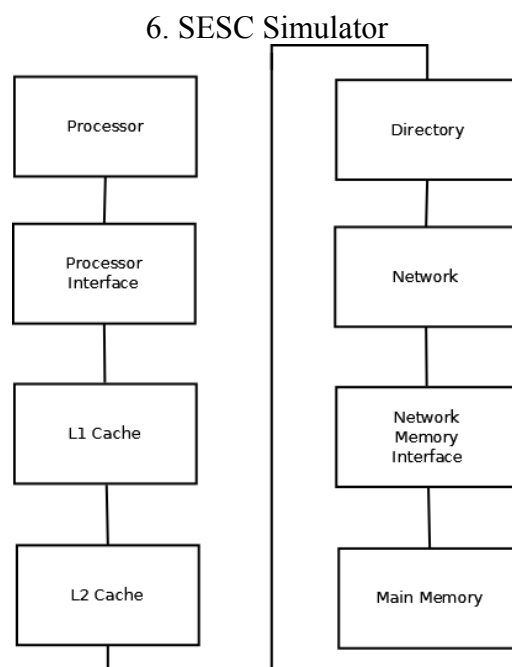 6. SESC Simulator
Processor
Processor
Interface
L1 Cache
L2 Cache
Directory
Network
Network
Memory
Interface
Main Memory